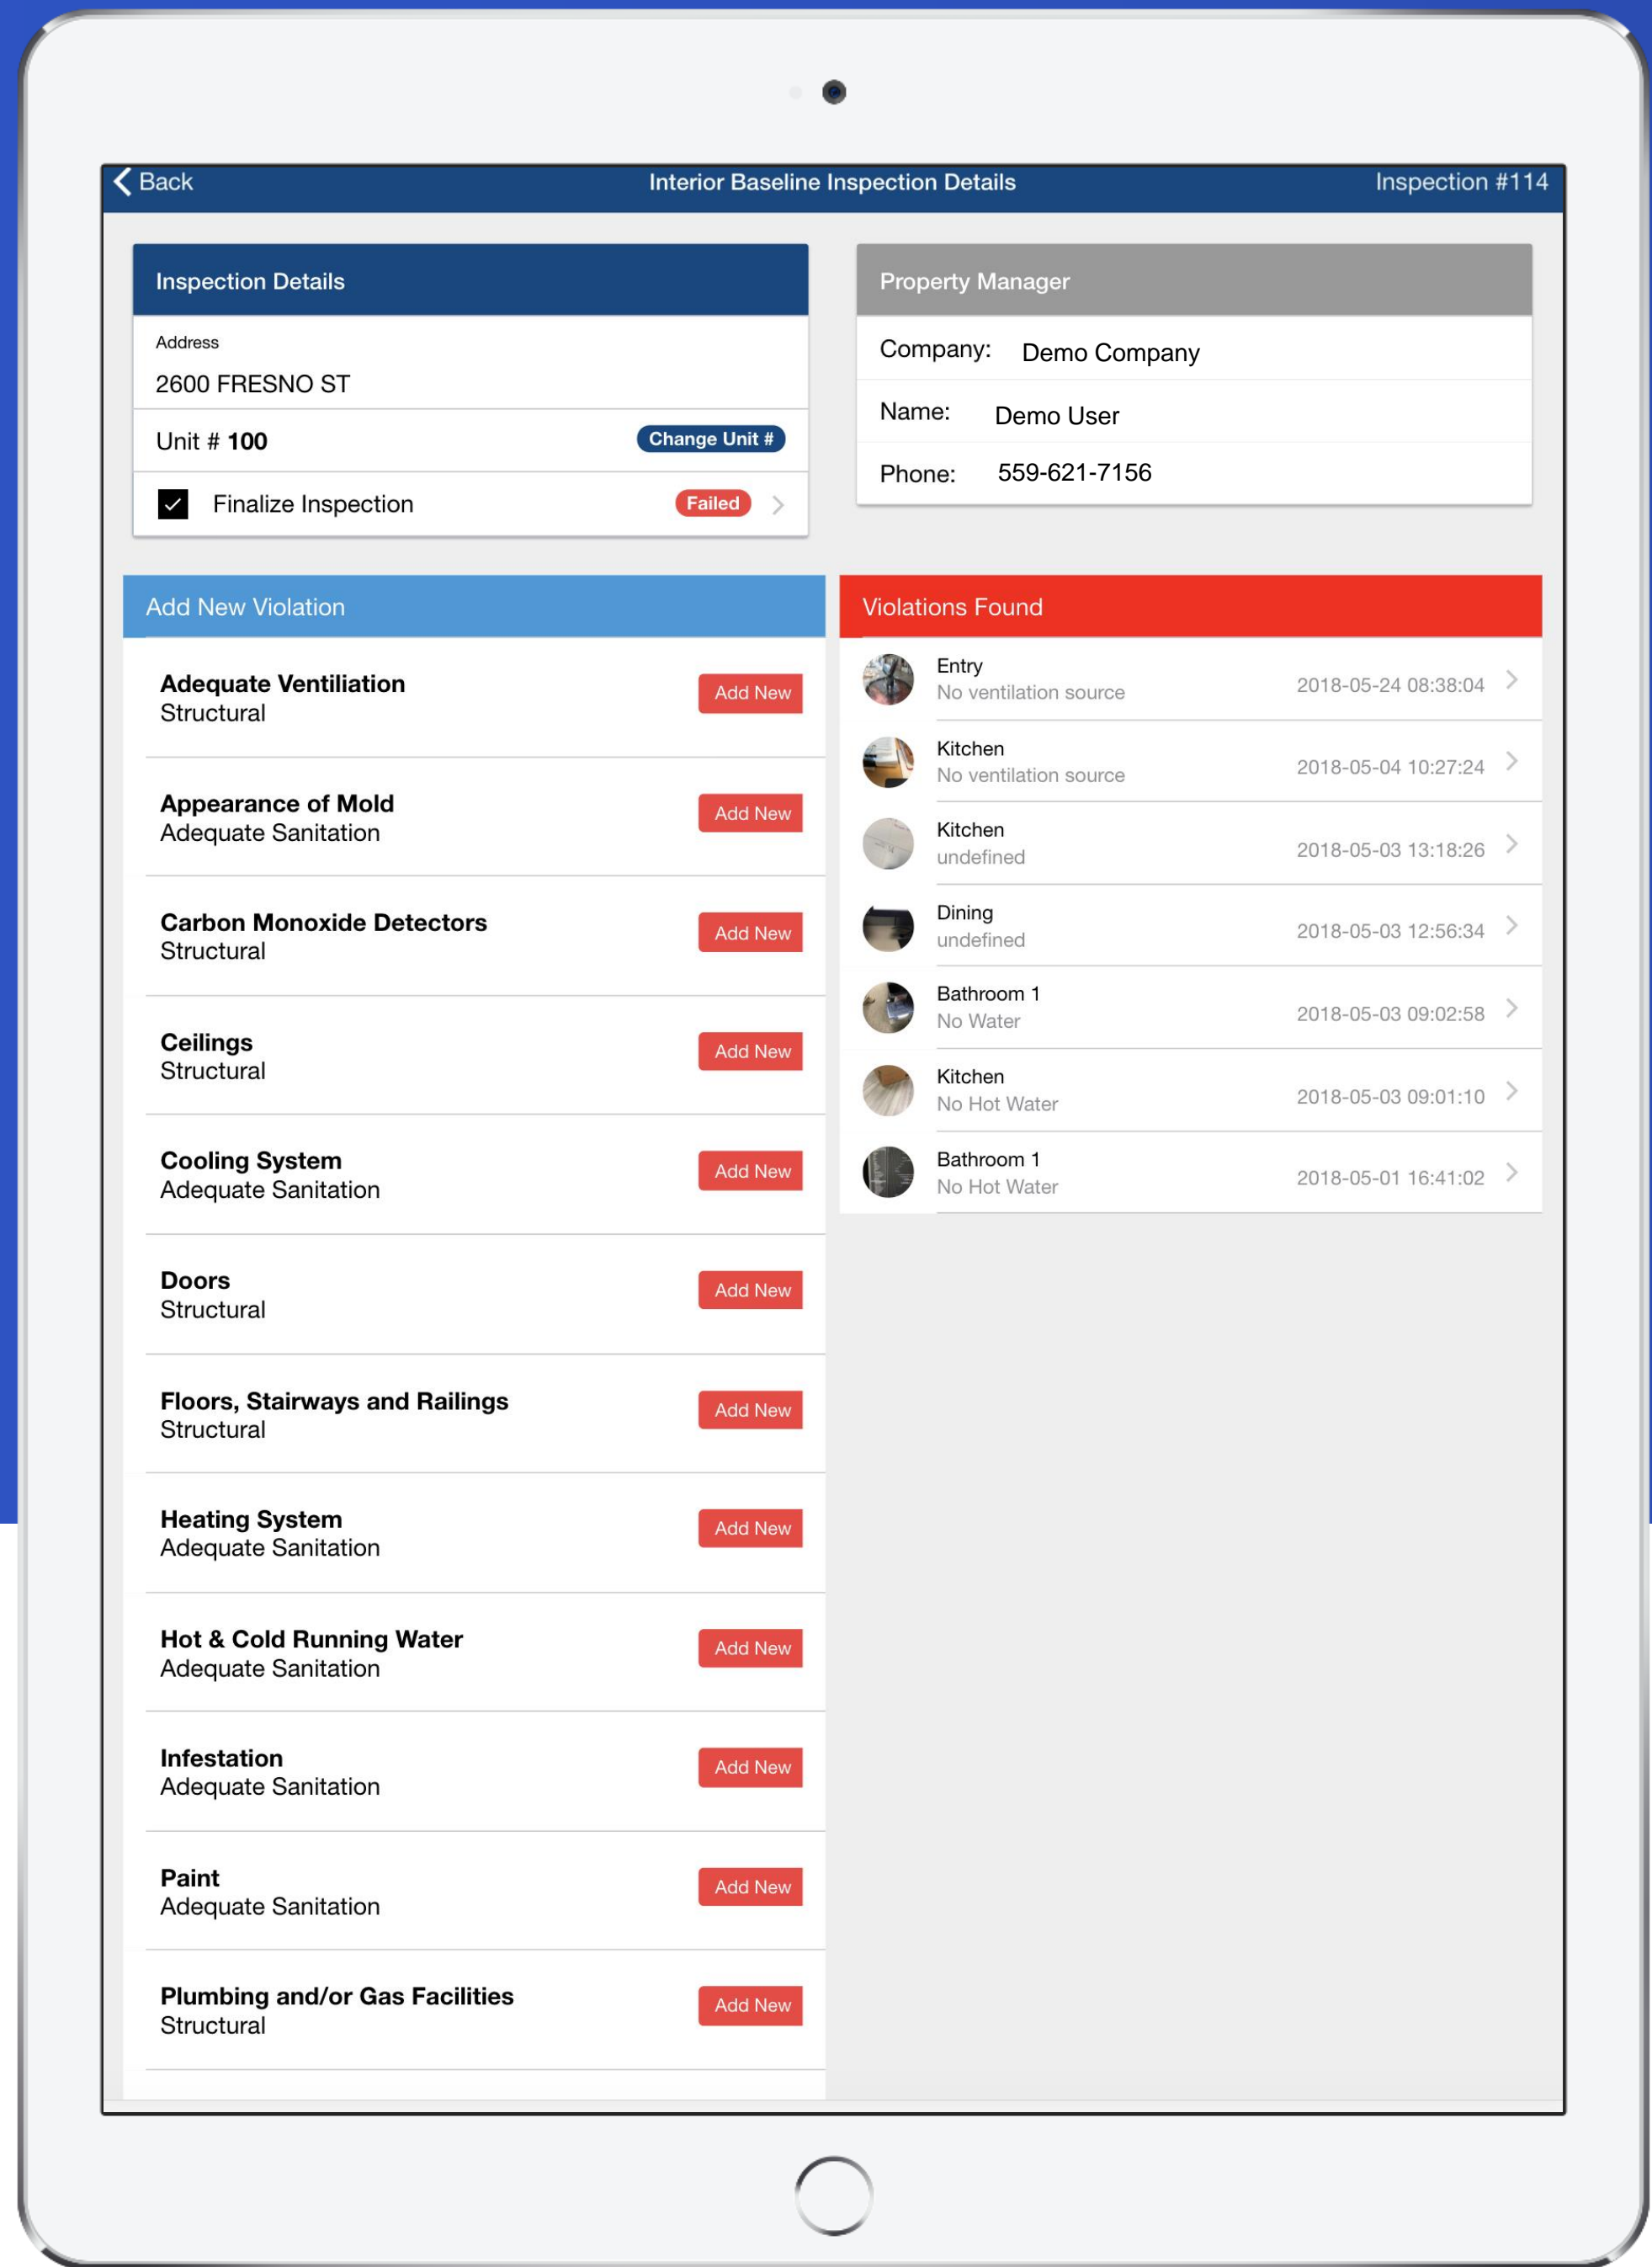 Back
Interior Baseline Inspection Details
Inspection #114
Inspection Details
Address
2600 FRESNO ST
Unit # 100
Change Unit #
Finalize Inspection
Failed
Property Manager
Company: Demo Company
Name: Demo User
Phone: 559-621-7156
Add New Violation
Adequate Ventiliation
Structural
Add New
Appearance of Mold
Adequate Sanitation
Add New
Carbon Monoxide Detectors
Structural
Add New
Ceilings
Structural
Add New
Cooling System
Adequate Sanitation
Add New
Doors
Structural
Add New
Floors, Stairways and Railings
Structural
Add New
Heating System
Adequate Sanitation
Add New
Hot & Cold Running Water
Adequate Sanitation
Add New
Infestation
Adequate Sanitation
Add New
Paint
Adequate Sanitation
Add New
Plumbing and/or Gas Facilities
Structural
Add New
Violations Found
Entry
No ventilation source
2018-05-24 08:38:04
Kitchen
No ventilation source
2018-05-04 10:27:24
Kitchen
undefined
2018-05-03 13:18:26
Dining
undefined
2018-05-03 12:56:34
Bathroom 1
No Water
2018-05-03 09:02:58
Kitchen
No Hot Water
2018-05-03 09:01:10
Bathroom 1
No Hot Water
2018-05-01 16:41:02